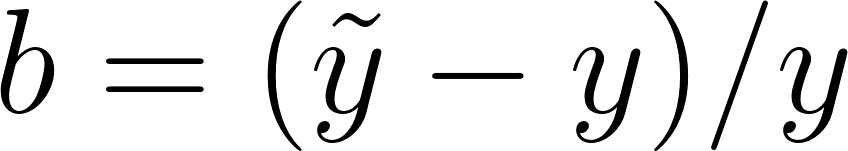 b = (ỹ − y)/y